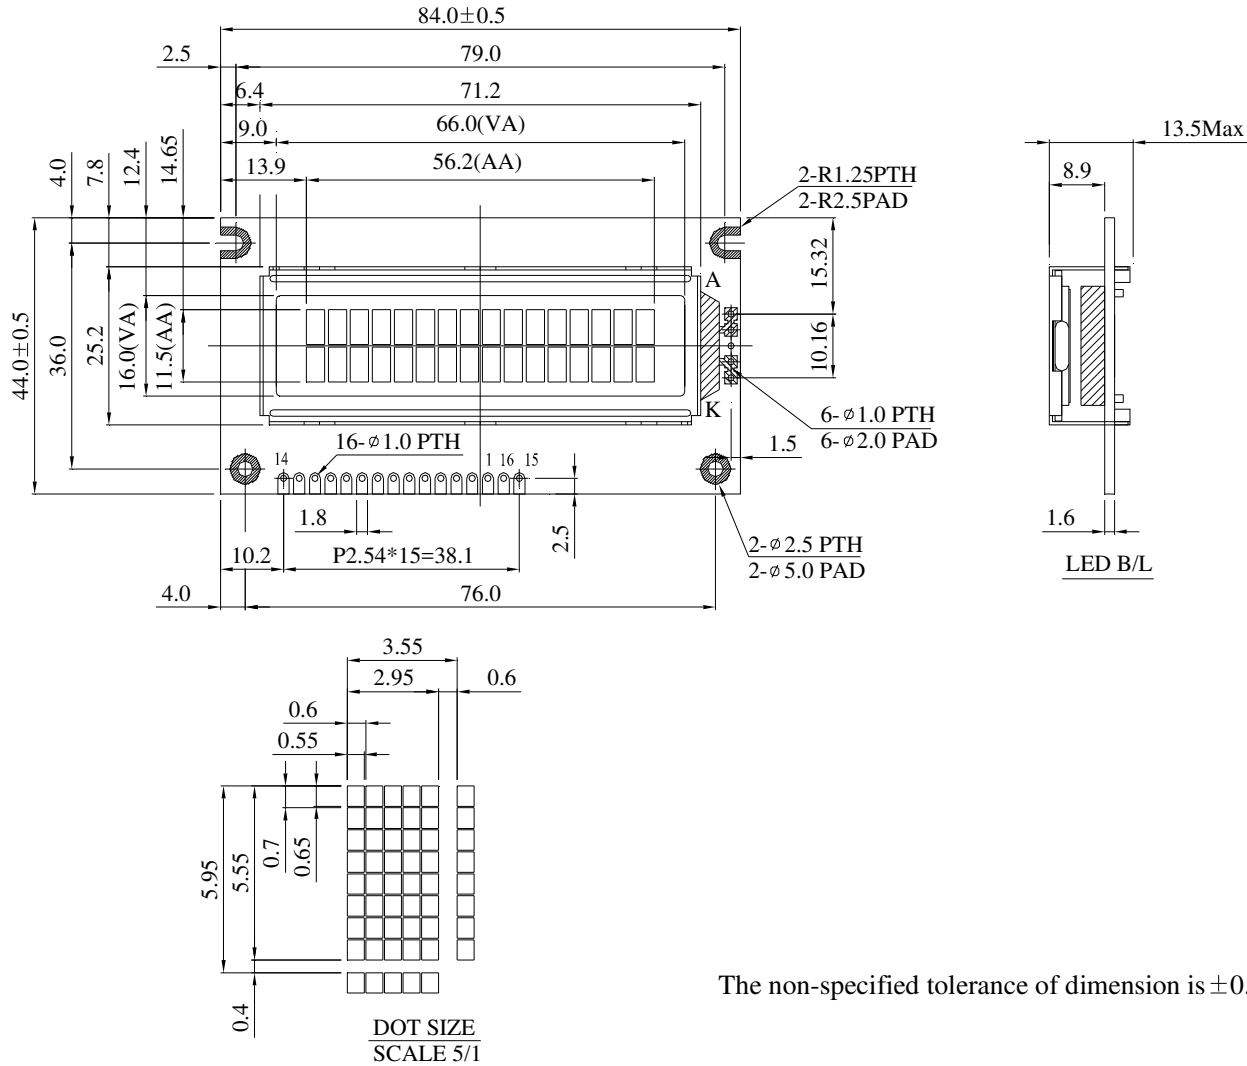 84.0±0.5
2.5
79.0
6.4
71.2
9.0
66.0(VA)
13.9
56.2(AA)
4.0
7.8
12.4
14.65
2-R1.25PTH
2-R2.5PAD
13.5Max
8.9
44.0±0.5
36.0
25.2
16.0(VA)
11.5(AA)
A
15.32
10.16
K
6-⌀1.0 PTH
6-⌀2.0 PAD
16-⌀1.0 PTH
14
1 16 15
1.5
1.8
2.5
10.2
P2.54*15=38.1
2-⌀2.5 PTH
2-⌀5.0 PAD
1.6
LED B/L
4.0
76.0
3.55
2.95
0.6
0.6
0.55
5.95
5.55
0.7
0.65
0.4
DOT SIZE
SCALE 5/1
The non-specified tolerance of dimension is ±0.